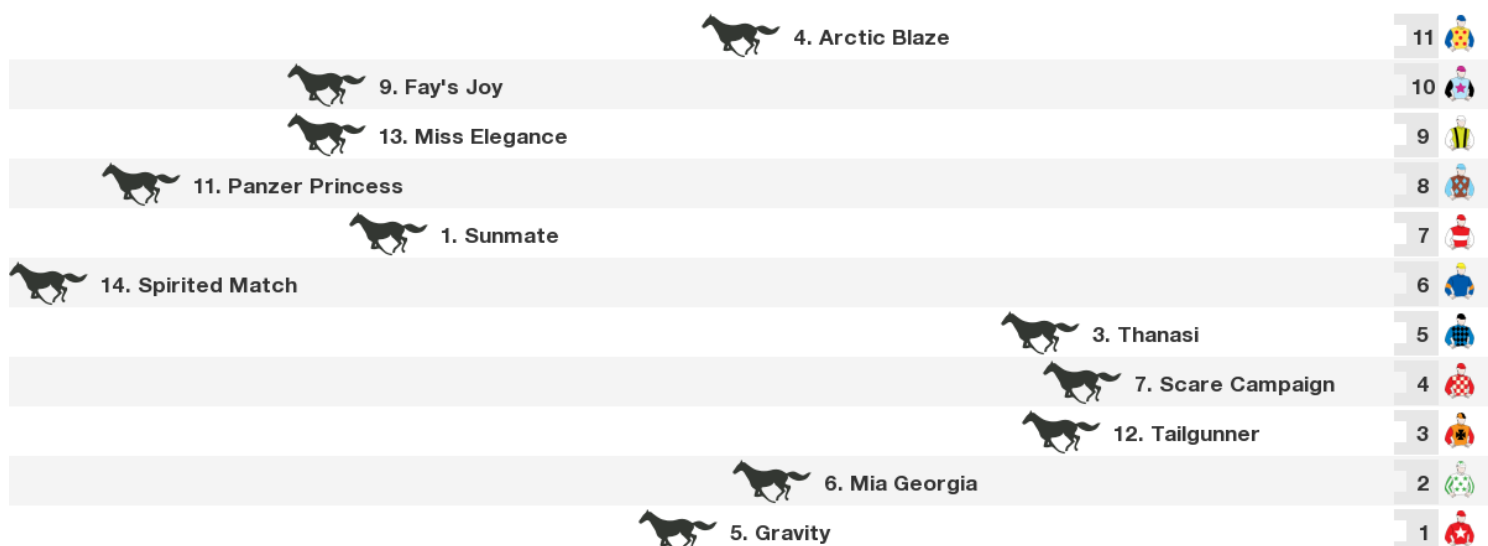 4. Arctic Blaze 11
9. Fay's Joy 10
13. Miss Elegance 9
11. Panzer Princess 8
1. Sunmate 7
14. Spirited Match 6
3. Thanasi 5
7. Scare Campaign 4
12. Tailgunner 3
6. Mia Georgia 2
5. Gravity 1